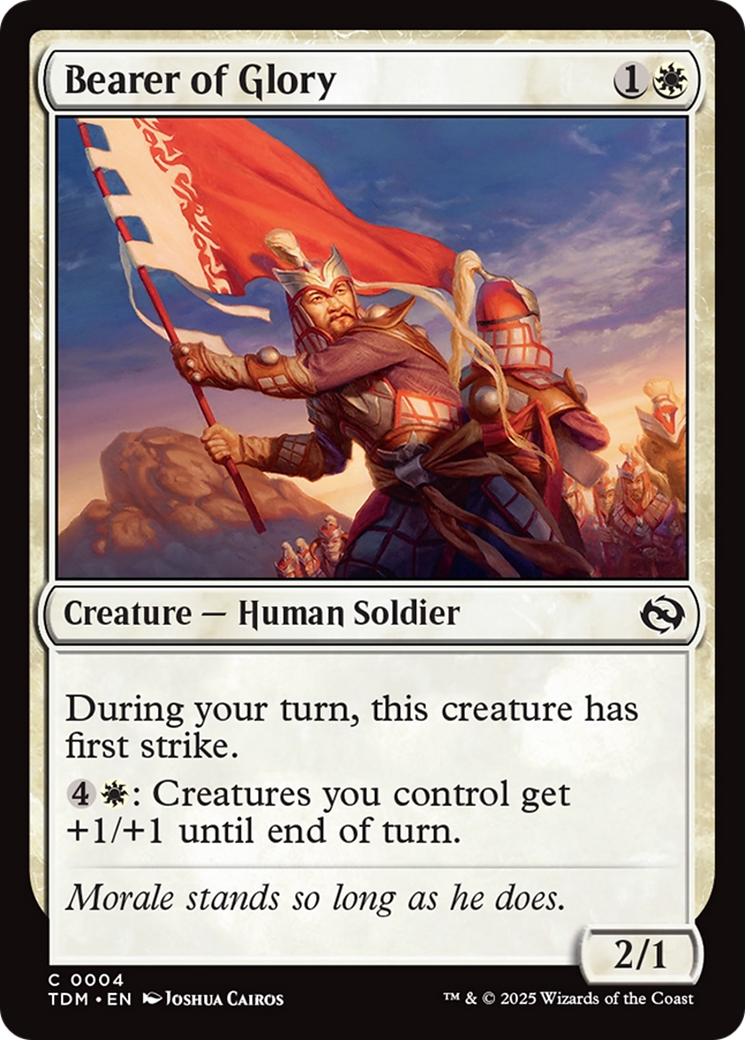 Bearer of Glory 1
Creature — Human Soldier
During your turn, this creature has
first strike.
4 : Creatures you control get
+1/+1 until end of turn.
Morale stands so long as he does.
2/1
C 0004
TDM • EN Joshua Cairos
™ & © 2025 Wizards of the Coast